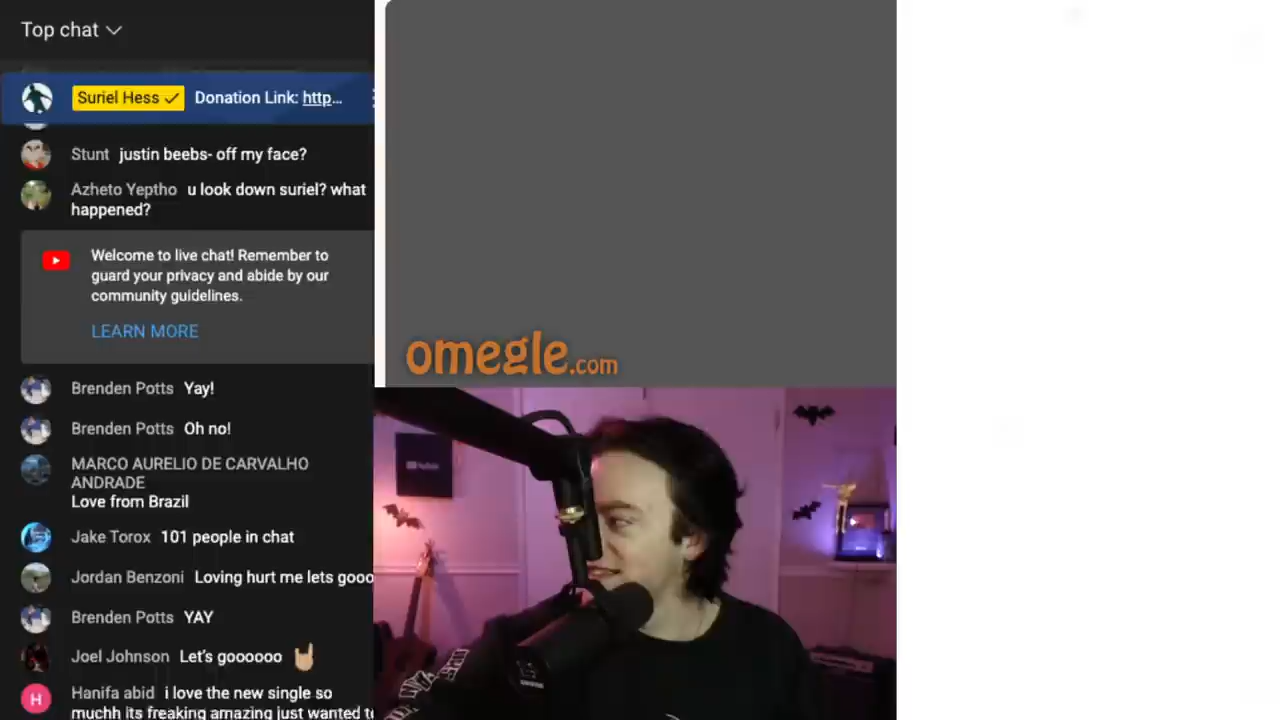 Top chat
Suriel Hess Donation Link: http...
Stunt justin beebs- off my face?
Azheto Yeptho u look down suriel? what
happened?
Welcome to live chat! Remember to
guard your privacy and abide by our
community guidelines.
LEARN MORE
Brenden Potts Yay!
Brenden Potts Oh no!
MARCO AURELIO DE CARVALHO
ANDRADE
Love from Brazil
Jake Torox 101 people in chat
Jordan Benzoni Loving hurt me lets gooo
Brenden Potts YAY
Joel Johnson Let's goooooo 🤘🏼
H
Hanifa abid i love the new single so
muchh its freaking amazing just wanted to
omegle.com